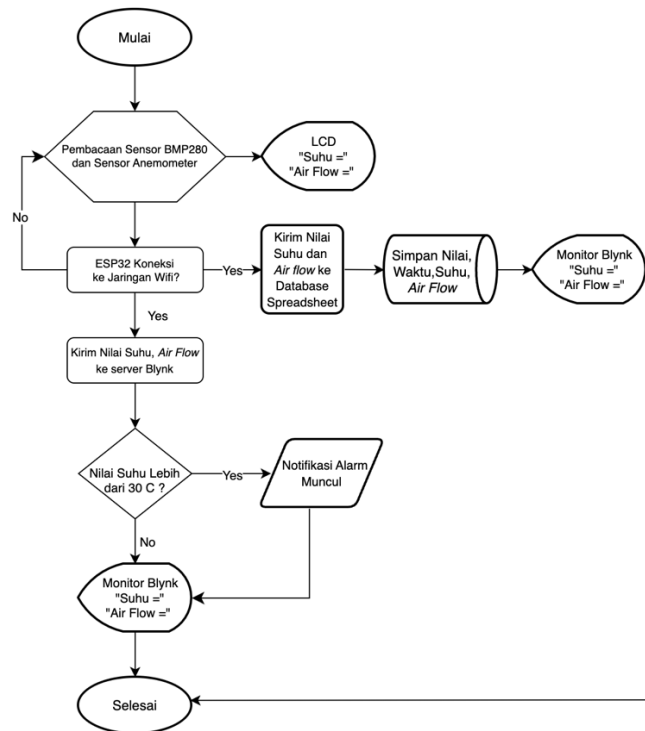 Mulai
Pembacaan Sensor BMP280
dan Sensor Anemometer
LCD
"Suhu ="
"Air Flow ="
No
ESP32 Koneksi
ke Jaringan Wifi?
Yes
Kirim Nilai
Suhu dan
Air flow ke
Database
Spreadsheet
Simpan Nilai,
Waktu,Suhu,
Air Flow
Monitor Blynk
"Suhu ="
"Air Flow ="
Yes
Kirim Nilai Suhu, Air Flow
ke server Blynk
Nilai Suhu Lebih
dari 30 C ?
Yes
Notifikasi Alarm
Muncul
No
Monitor Blynk
"Suhu ="
"Air Flow ="
Selesai